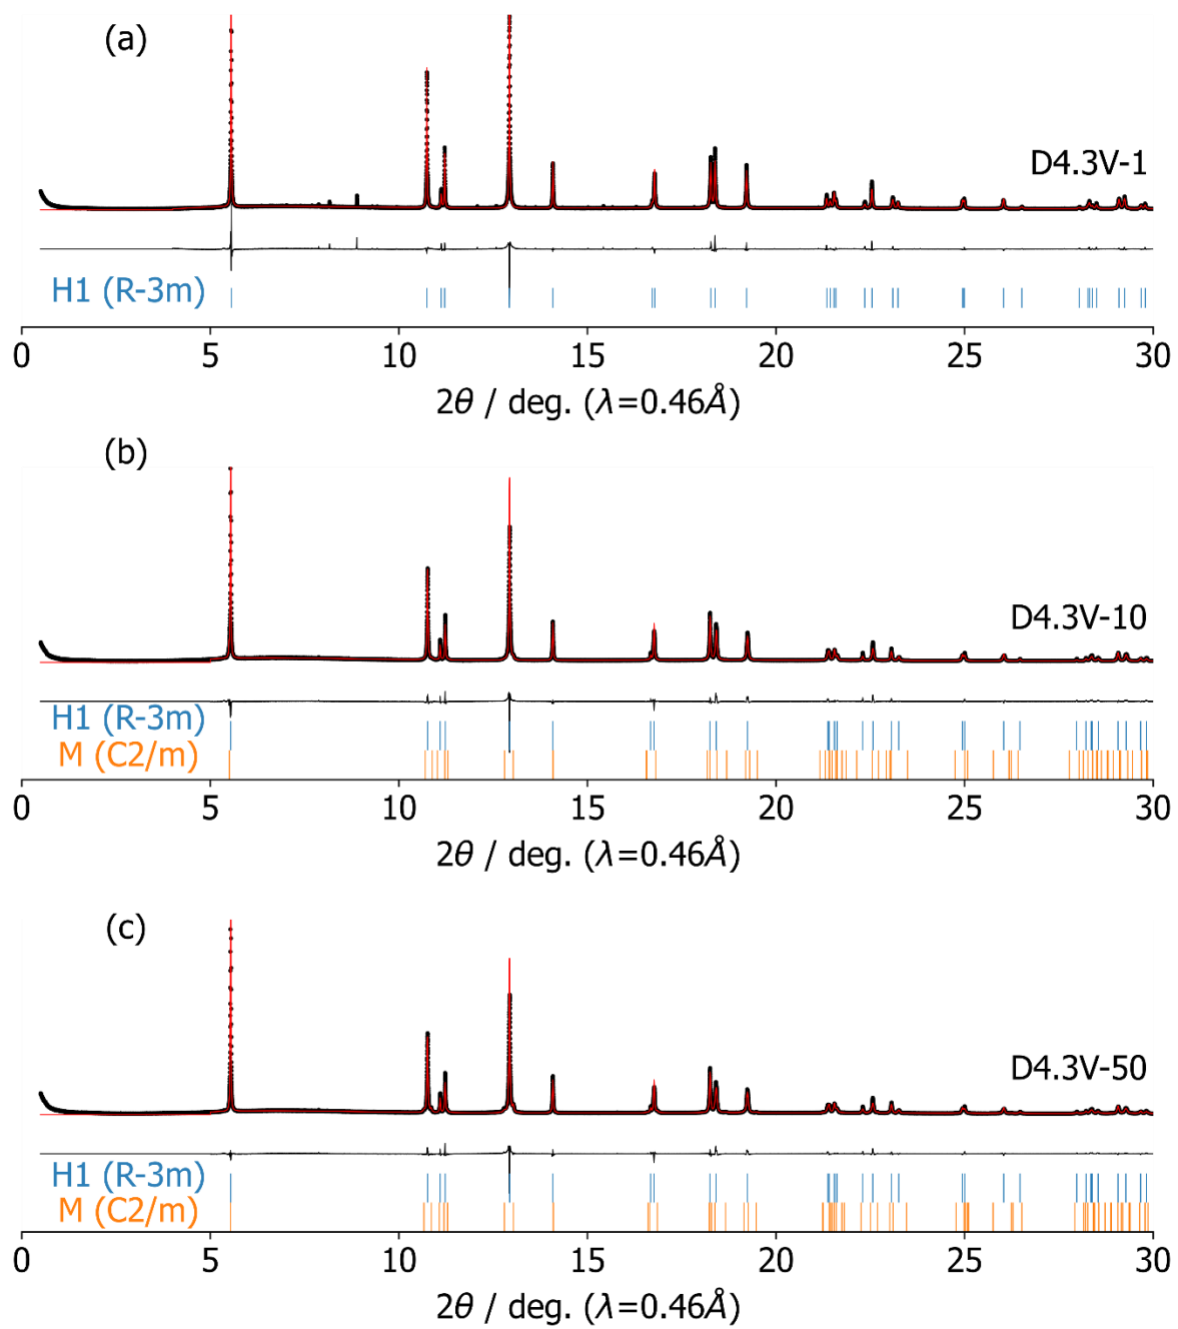 (a)
D4.3V-1
H1 (R-3m)
0 5 10 15 20 25 30
2θ / deg. (λ=0.46Å)
(b)
D4.3V-10
H1 (R-3m)
M (C2/m)
0 5 10 15 20 25 30
2θ / deg. (λ=0.46Å)
(c)
D4.3V-50
H1 (R-3m)
M (C2/m)
0 5 10 15 20 25 30
2θ / deg. (λ=0.46Å)